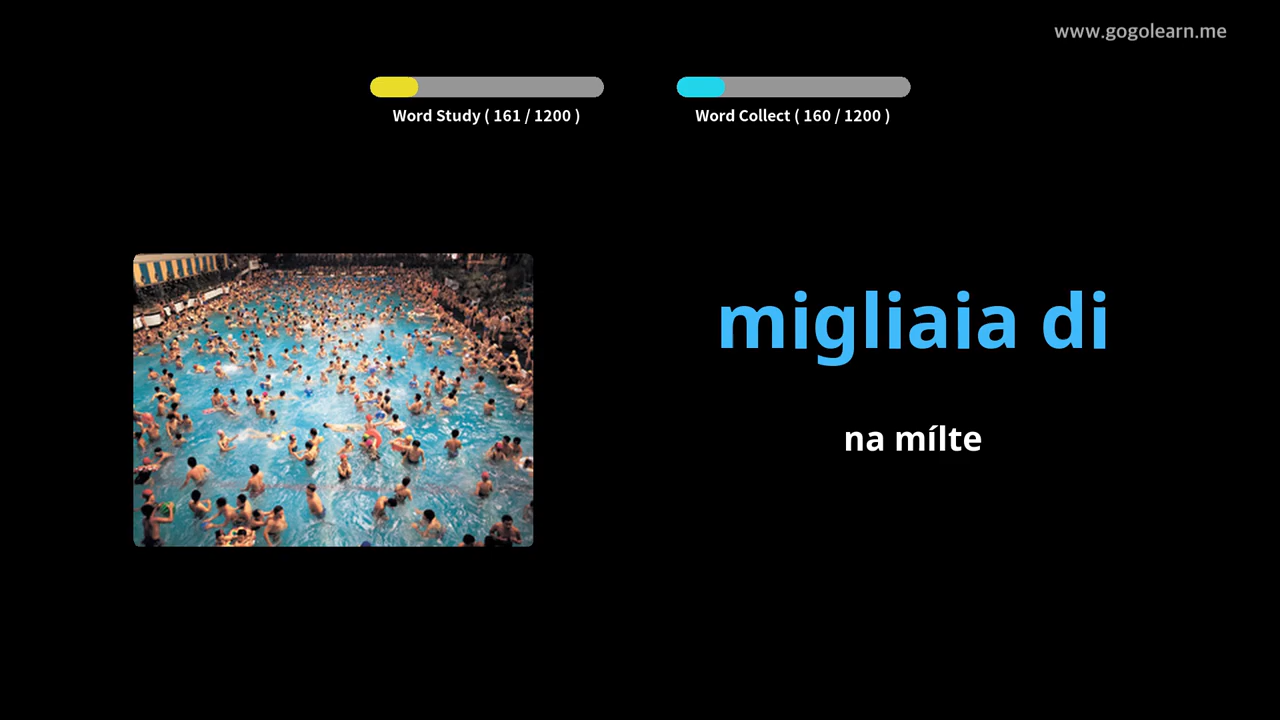 www.gogolearn.me
Word Study ( 161 / 1200 )
Word Collect ( 160 / 1200 )
migliaia di
na mílte